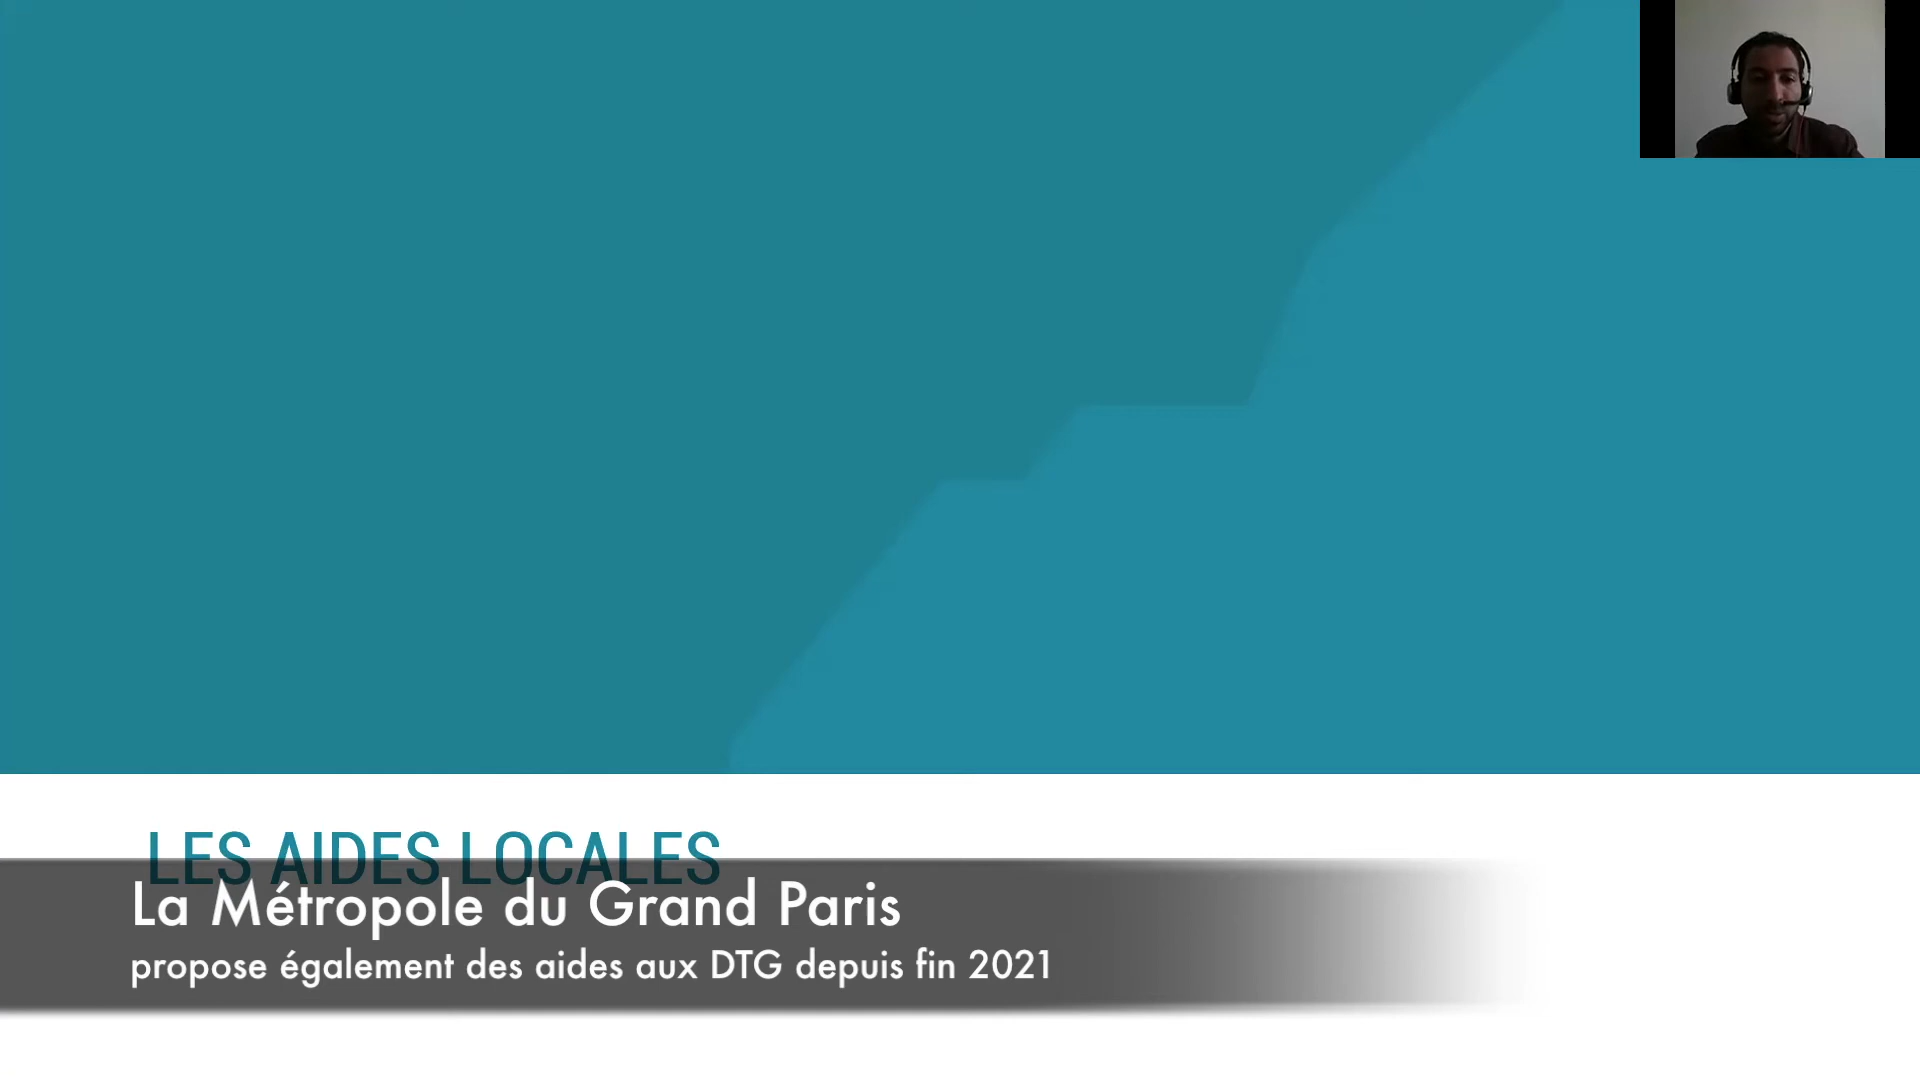 LES AIDES LOCALES
La Métropole du Grand Paris
propose également des aides aux DTG depuis fin 2021